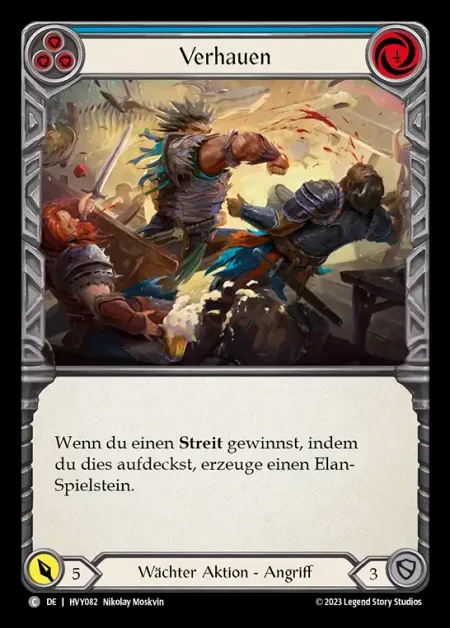 Verhauen
4
Wenn du einen Streit gewinnst, indem
du dies aufdeckst, erzeuge einen Elan-
Spielstein.
5
Wächter Aktion - Angriff
3
C DE | HVY082 Nikolay Moskvin
© 2023 Legend Story Studios